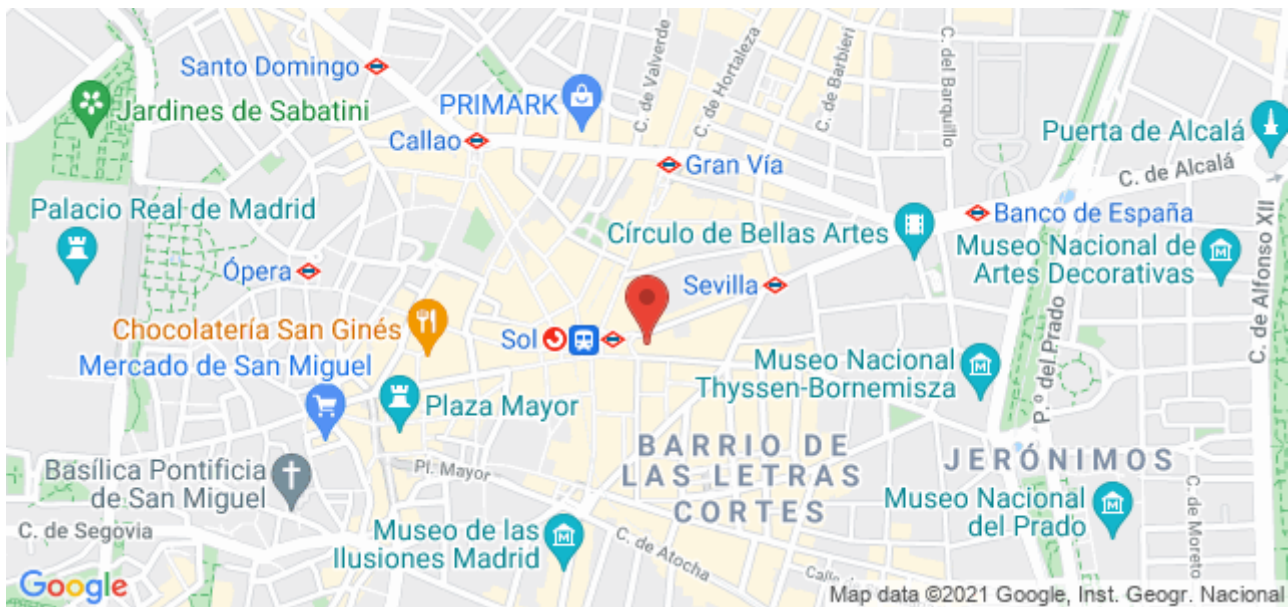 C. de Valverde
C. de Hortaleza
C. de Barbieri
C. del Barquillo
Santo Domingo
Jardines de Sabatini
PRIMARK
Callao
Gran Vía
Puerta de Alcalá
C. de Alcalá
Palacio Real de Madrid
Círculo de Bellas Artes
Banco de España
Museo Nacional de
Artes Decorativas
C. de Alfonso XII
Ópera
Sevilla
Chocolatería San Ginés
Sol
Mercado de San Miguel
Museo Nacional
Thyssen-Bornemisza
P.º del Prado
Plaza Mayor
BARRIO DE
LAS LETRAS
CORTES
JERÓNIMOS
Basílica Pontificia
de San Miguel
Pl. Mayor
Museo Nacional
del Prado
C. de Moreto
C. de Segovia
Museo de las
Ilusiones Madrid
C. de Atocha
Google
Map data ©2021 Google, Inst. Geogr. Nacional